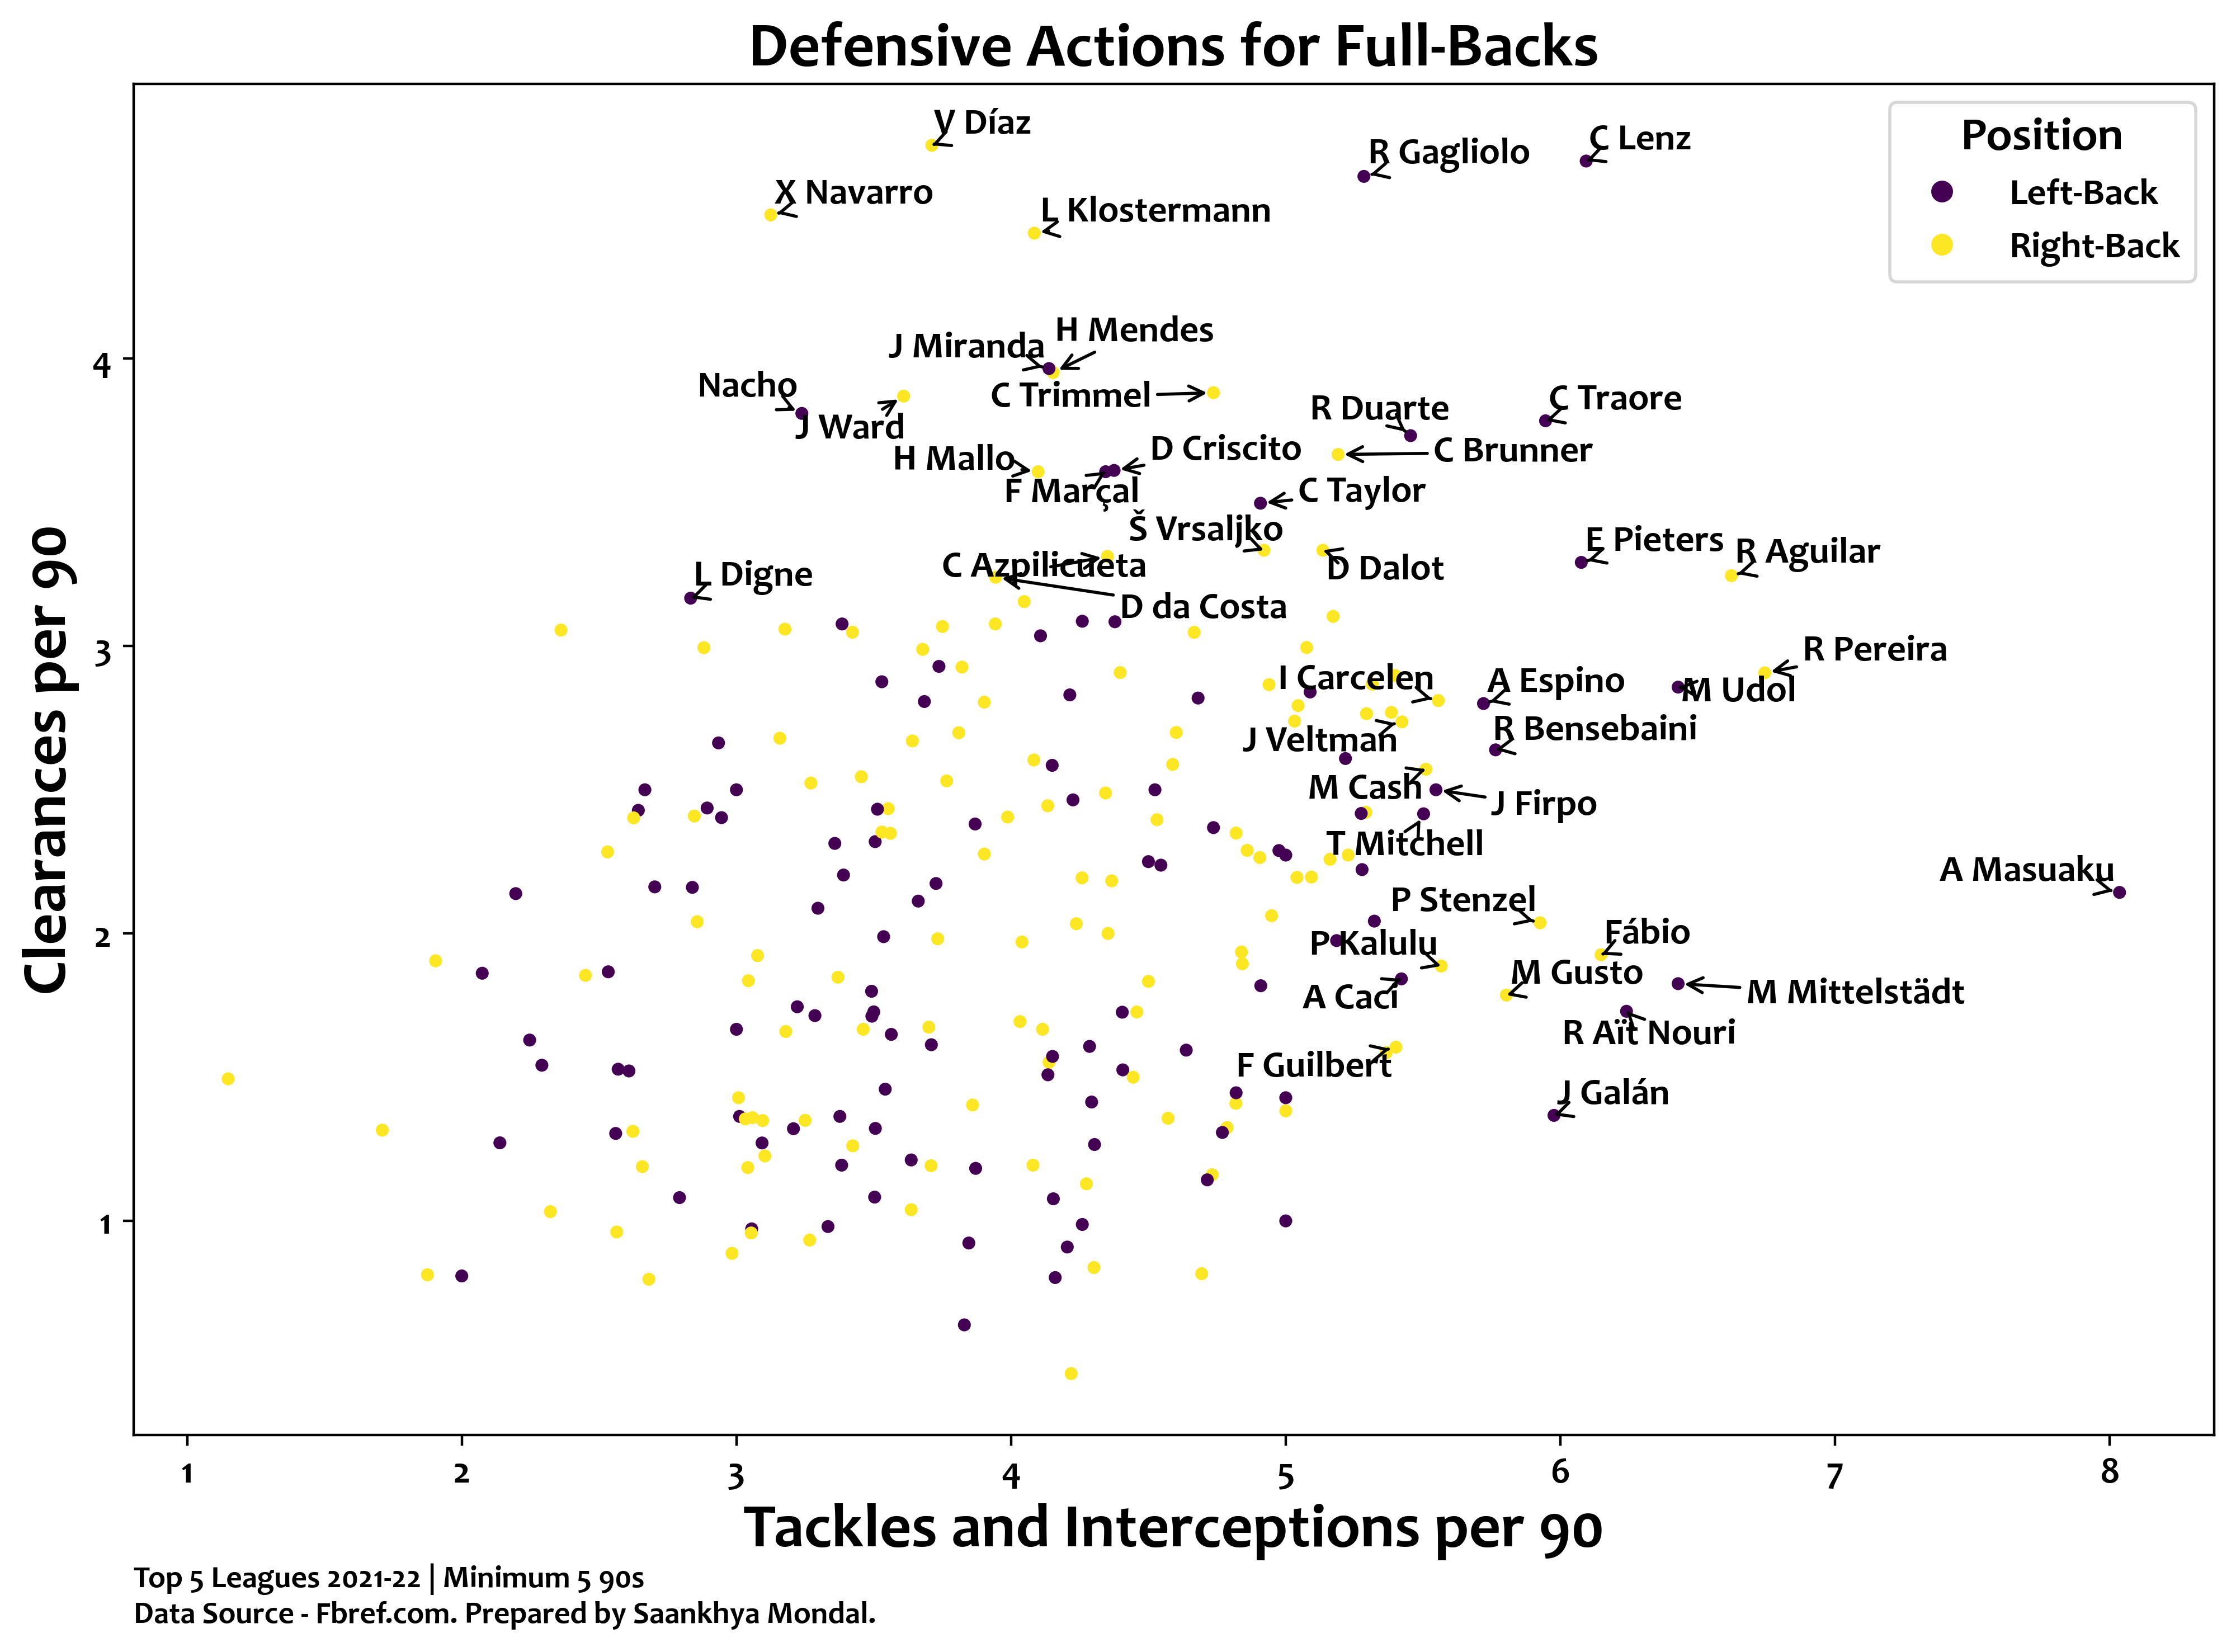 Defensive Actions for Full-Backs
V Díaz
C Lenz
R Gagliolo
Position
Left-Back
Right-Back
X Navarro
L Klostermann
H Mendes
J Miranda
4
Nacho
C Trimmel
C Traore
R Duarte
J Ward
D Criscito
C Brunner
H Mallo
F Marçal
C Taylor
Š Vrsaljko
E Pieters
R Aguilar
C Azpilicueta
D Dalot
L Digne
D da Costa
3
R Pereira
I Carcelen
A Espino
M Udol
R Bensebaini
J Veltman
M Cash
J Firpo
T Mitchell
A Masuaku
P Stenzel
2
Fábio
P Kalulu
M Gusto
A Caci
M Mittelstädt
R Aït Nouri
F Guilbert
J Galán
1
Clearances per 90
1 2 3 4 5 6 7 8
Tackles and Interceptions per 90
Top 5 Leagues 2021-22 | Minimum 5 90s
Data Source - Fbref.com. Prepared by Saankhya Mondal.